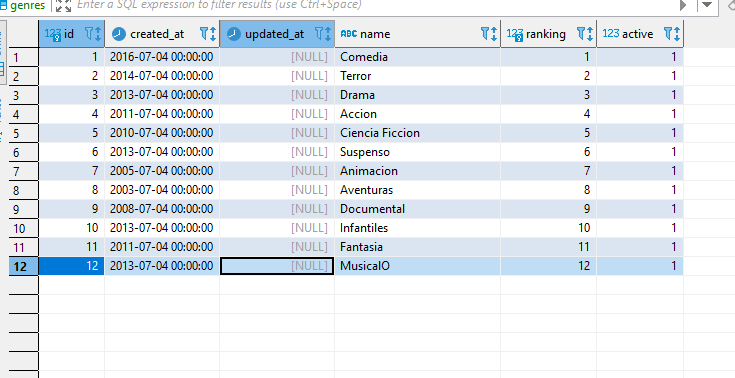 genres Enter a SQL expression to filter results (use Ctrl+Space)
123 id created_at updated_at ABC name 123 ranking 123 active
1 1 2016-07-04 00:00:00 [NULL] Comedia 1 1
2 2 2014-07-04 00:00:00 [NULL] Terror 2 1
3 3 2013-07-04 00:00:00 [NULL] Drama 3 1
4 4 2011-07-04 00:00:00 [NULL] Accion 4 1
5 5 2010-07-04 00:00:00 [NULL] Ciencia Ficcion 5 1
6 6 2013-07-04 00:00:00 [NULL] Suspenso 6 1
7 7 2005-07-04 00:00:00 [NULL] Animacion 7 1
8 8 2003-07-04 00:00:00 [NULL] Aventuras 8 1
9 9 2008-07-04 00:00:00 [NULL] Documental 9 1
10 10 2013-07-04 00:00:00 [NULL] Infantiles 10 1
11 11 2011-07-04 00:00:00 [NULL] Fantasia 11 1
12 12 2013-07-04 00:00:00 [NULL] MusicalO 12 1